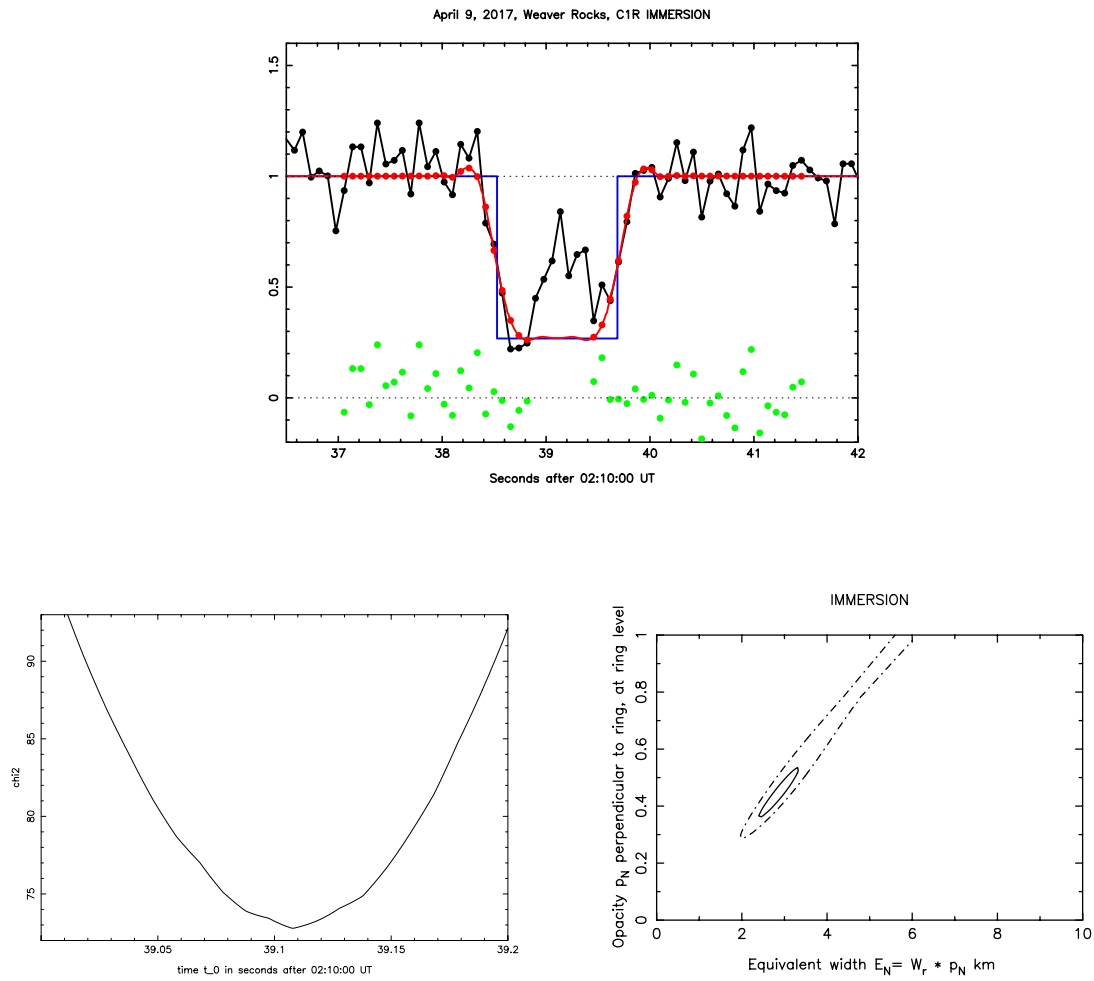 April 9, 2017, Weaver Rocks, C1R IMMERSION
1.5
1
0.5
0
37 38 39 40 41 42
Seconds after 02:10:00 UT
chi2
90
85
80
75
39.05 39.1 39.15 39.2
time t_0 in seconds after 02:10:00 UT
IMMERSION
Opacity p_N perpendicular to ring, at ring level
1
0.8
0.6
0.4
0.2
0
0 2 4 6 8 10
Equivalent width E_N= W_r * p_N km